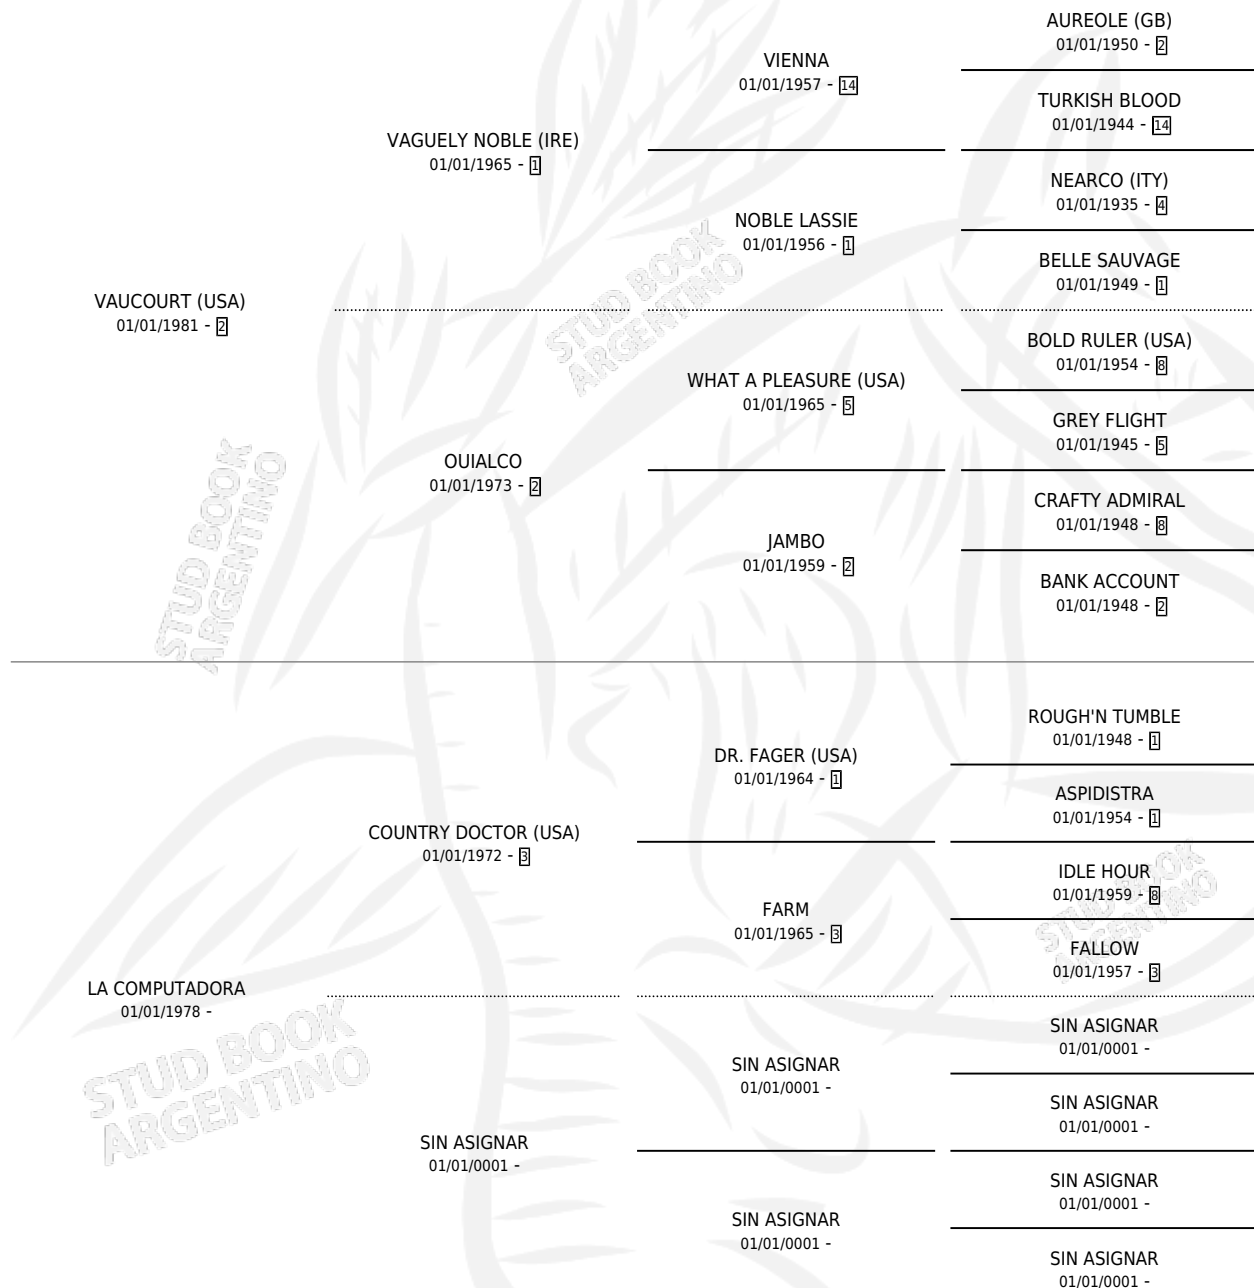 AUREOLE (GB)
01/01/1950 - 2
VIENNA
01/01/1957 - 14
TURKISH BLOOD
01/01/1944 - 14
VAGUELY NOBLE (IRE)
01/01/1965 - 1
NEARCO (ITY)
01/01/1935 - 4
NOBLE LASSIE
01/01/1956 - 1
BELLE SAUVAGE
01/01/1949 - 1
VAUCOURT (USA)
01/01/1981 - 2
BOLD RULER (USA)
01/01/1954 - 8
WHAT A PLEASURE (USA)
01/01/1965 - 5
GREY FLIGHT
01/01/1945 - 5
OUIALCO
01/01/1973 - 2
CRAFTY ADMIRAL
01/01/1948 - 8
JAMBO
01/01/1959 - 2
BANK ACCOUNT
01/01/1948 - 2
ROUGH'N TUMBLE
01/01/1948 - 1
DR. FAGER (USA)
01/01/1964 - 1
ASPIDISTRA
01/01/1954 - 1
COUNTRY DOCTOR (USA)
01/01/1972 - 3
IDLE HOUR
01/01/1959 - 8
FARM
01/01/1965 - 3
FALLOW
01/01/1957 - 3
LA COMPUTADORA
01/01/1978 -
SIN ASIGNAR
01/01/0001 -
SIN ASIGNAR
01/01/0001 -
SIN ASIGNAR
01/01/0001 -
SIN ASIGNAR
01/01/0001 -
SIN ASIGNAR
01/01/0001 -
SIN ASIGNAR
01/01/0001 -
SIN ASIGNAR
01/01/0001 -
STUD BOOK
ARGENTINO
STUD BOOK
ARGENTINO
STUD BOOK
ARGENTINO
STUD BOOK
ARGENTINO